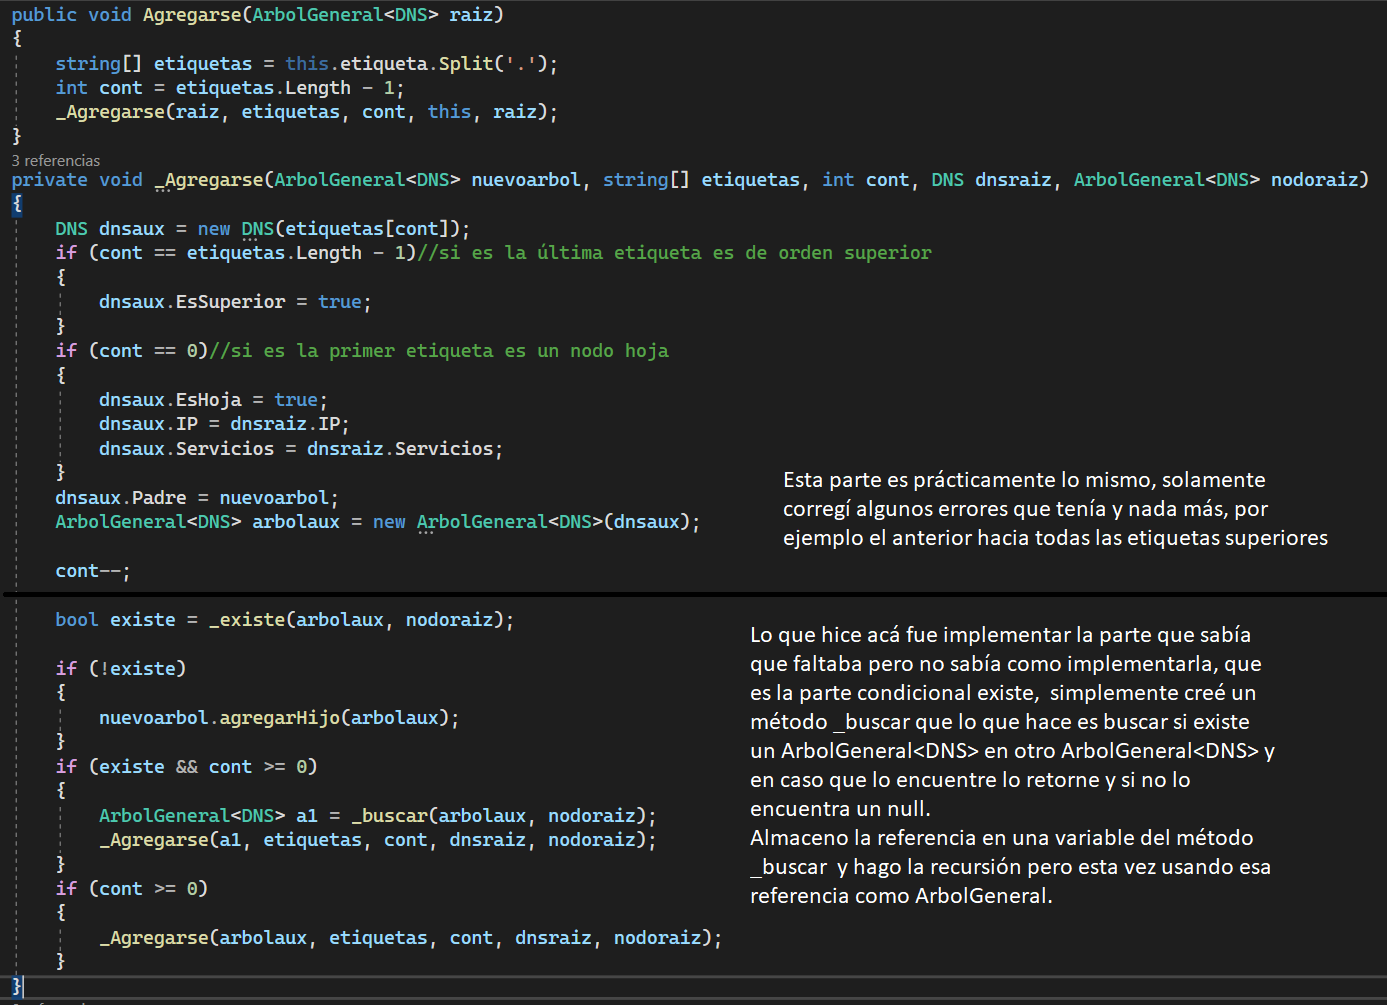 public void Agregarse(ArbolGeneral<DNS> raiz)
{
string[] etiquetas = this.etiqueta.Split('.');
int cont = etiquetas.Length - 1;
_Agregarse(raiz, etiquetas, cont, this, raiz);
}
3 referencias
private void _Agregarse(ArbolGeneral<DNS> nuevoarbol, string[] etiquetas, int cont, DNS dnsraiz, ArbolGeneral<DNS> nodoraiz)
{
DNS dnsaux = new DNS(etiquetas[cont]);
if (cont == etiquetas.Length - 1)//si es la última etiqueta es de orden superior
{
dnsaux.EsSuperior = true;
}
if (cont == 0)//si es la primer etiqueta es un nodo hoja
{
dnsaux.EsHoja = true;
dnsaux.IP = dnsraiz.IP;
dnsaux.Servicios = dnsraiz.Servicios;
}
dnsaux.Padre = nuevoarbol;
ArbolGeneral<DNS> arbolaux = new ArbolGeneral<DNS>(dnsaux);
cont--;
Esta parte es prácticamente lo mismo, solamente
corregí algunos errores que tenía y nada más, por
ejemplo el anterior hacia todas las etiquetas superiores
bool existe = _existe(arbolaux, nodoraiz);
if (!existe)
{
nuevoarbol.agregarHijo(arbolaux);
}
if (existe && cont >= 0)
{
ArbolGeneral<DNS> a1 = _buscar(arbolaux, nodoraiz);
_Agregarse(a1, etiquetas, cont, dnsraiz, nodoraiz);
}
if (cont >= 0)
{
_Agregarse(arbolaux, etiquetas, cont, dnsraiz, nodoraiz);
}
}
Lo que hice acá fue implementar la parte que sabía
que faltaba pero no sabía como implementarla, que
es la parte condicional existe, simplemente creé un
método _buscar que lo que hace es buscar si existe
un ArbolGeneral<DNS> en otro ArbolGeneral<DNS> y
en caso que lo encuentre lo retorne y si no lo
encuentra un null.
Almaceno la referencia en una variable del método
_buscar y hago la recursión pero esta vez usando esa
referencia como ArbolGeneral.